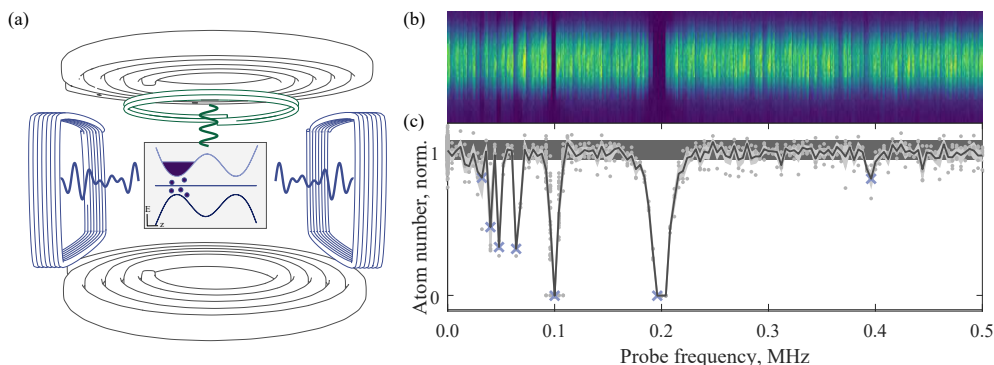 (a)
E
z
(b)
(c)
Atom number, norm.
1
0
0.0 0.1 0.2 0.3 0.4 0.5
Probe frequency, MHz